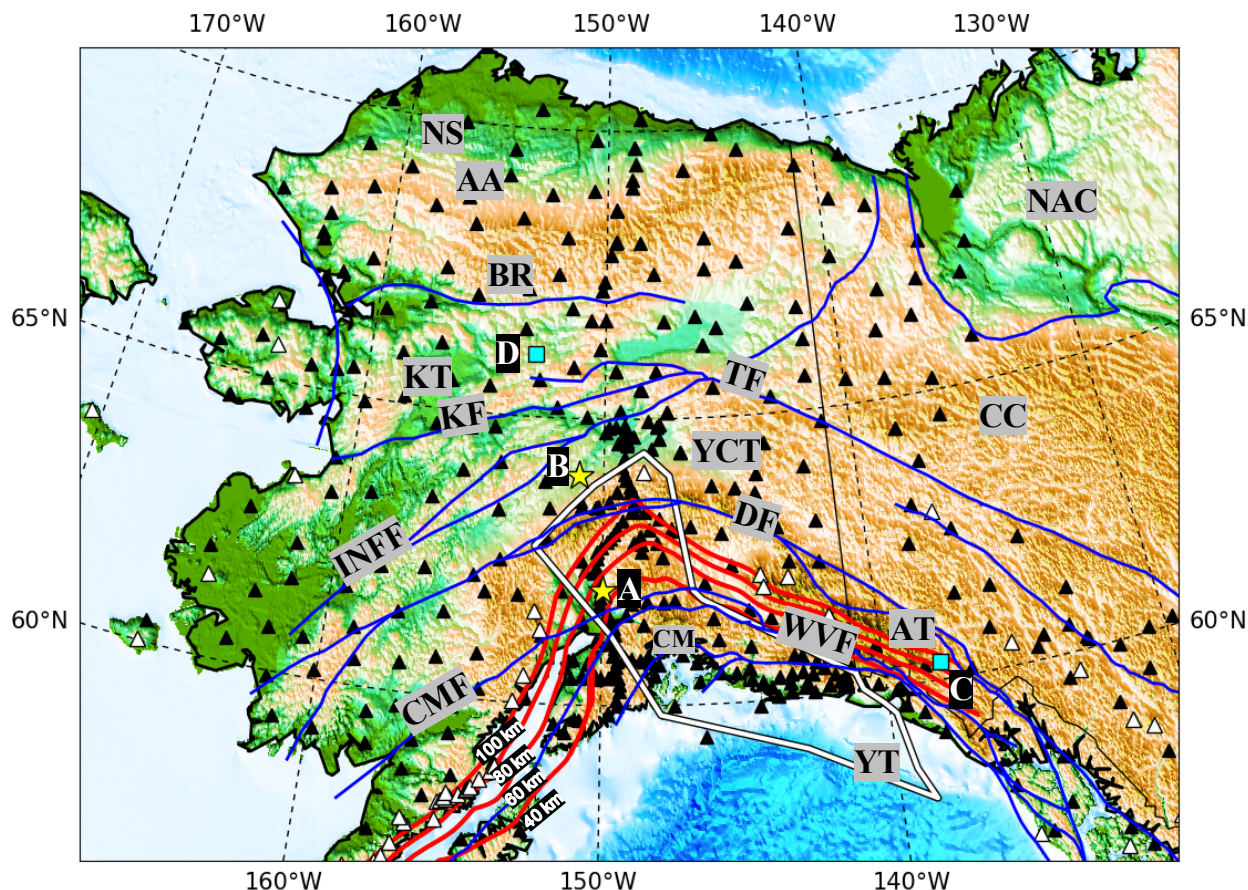 170°W 160°W 150°W 140°W 130°W
NS
AA
NAC
BR
65°N
65°N
D
KT
TF
KF
CC
YCT
B
DF
INFF
A
60°N
60°N
WVF
AT
CM
C
CMF
100 km
80 km
60 km
40 km
YT
160°W 150°W 140°W